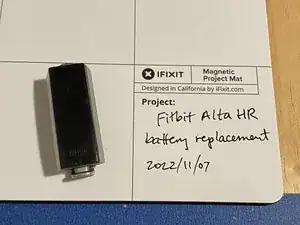 IFIXIT
Magnetic
Project Mat
Designed in California by iFixit.com
Project:
Fitbit Alta HR
battery replacement
2022/11/07